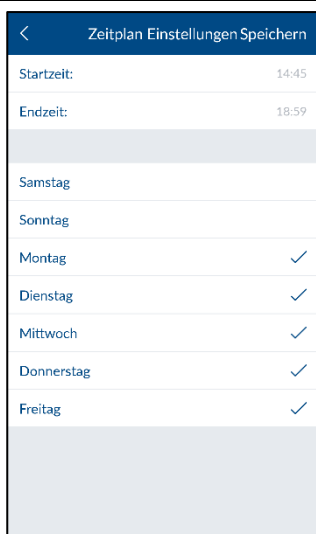 Zeitplan Einstellungen Speichern
Startzeit: 14:45
Endzeit: 18:59
Samstag
Sonntag
Montag
Dienstag
Mittwoch
Donnerstag
Freitag